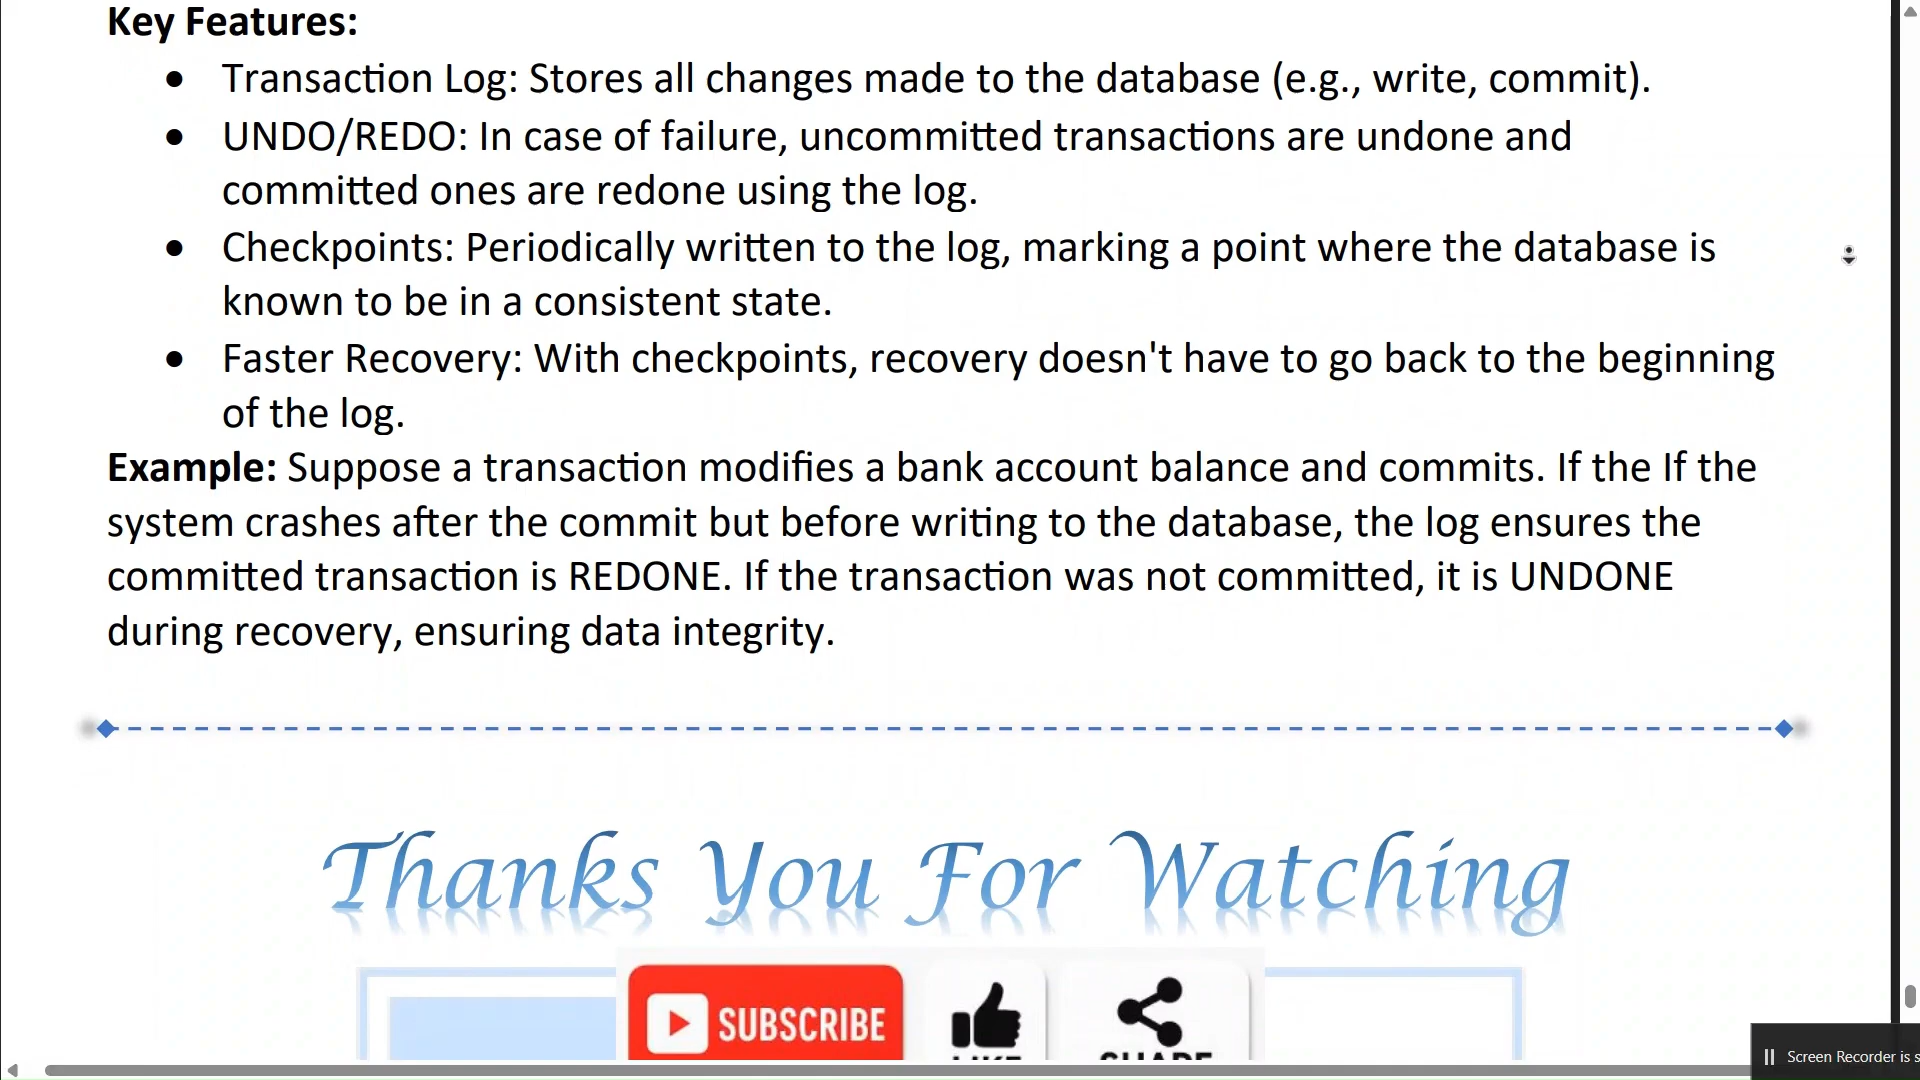 Key Features:
● Transaction Log: Stores all changes made to the database (e.g., write, commit).
● UNDO/REDO: In case of failure, uncommitted transactions are undone and
committed ones are redone using the log.
● Checkpoints: Periodically written to the log, marking a point where the database is
known to be in a consistent state.
● Faster Recovery: With checkpoints, recovery doesn't have to go back to the beginning
of the log.
Example: Suppose a transaction modifies a bank account balance and commits. If the If the
system crashes after the commit but before writing to the database, the log ensures the
committed transaction is REDONE. If the transaction was not committed, it is UNDONE
during recovery, ensuring data integrity.
Thanks You For Watching
SUBSCRIBE
LIKE
SHARE
Screen Recorder is s